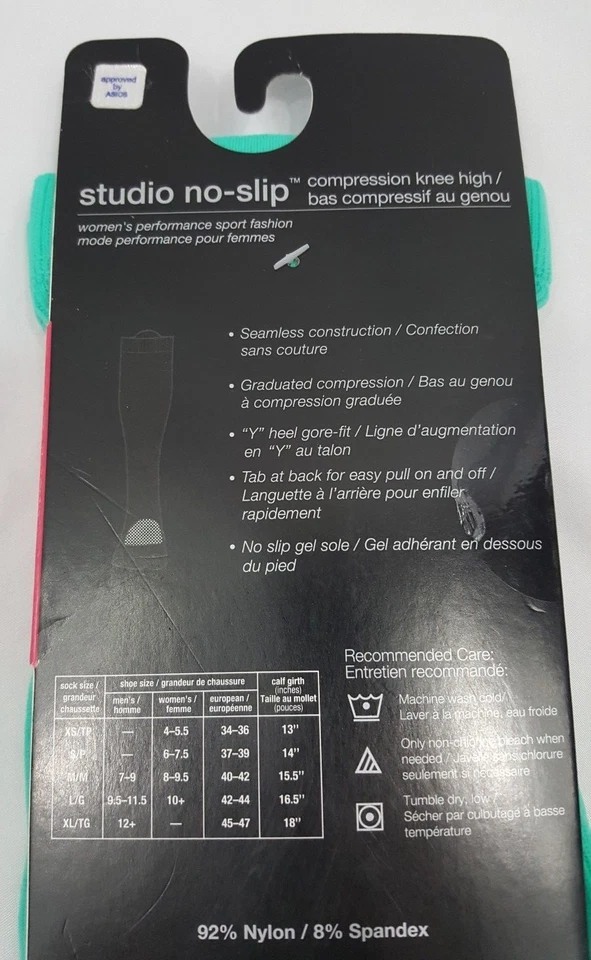 approved
by
studio no-slip™ compression knee high /
bas compressif au genou
women's performance sport fashion
mode performance pour femmes
• Seamless construction / Confection
sans couture
• Graduated compression / Bas au genou
à compression graduée
• “Y” heel gore-fit / Ligne d’augmentation
en “Y” au talon
• Tab at back for easy pull on and off /
Languette à l’arrière pour enfiler
rapidement
• No slip gel sole / Gel adhérant en dessous
du pied
Recommended Care:
Entretien recommandé:
Machine wash cold/
Laver à la machine, eau froide
Only non-chlorine bleach when
needed / Javelle sans chlorure
seulement si nécessaire
Tumble dry, low /
Sécher par culbutage à basse
température
sock size / grandeur chaussette shoe size / grandeur de chaussure calf girth (inches) Taille au mollet (pouces)
men's / homme women's / femme european / européenne
XS/TP — 4–5.5 34–36 13"
S/P — 6–7.5 37–39 14"
M/M 7–9 8–9.5 40–42 15.5"
L/G 9.5–11.5 10+ 42–44 16.5"
XL/TG 12+ — 45–47 18"
92% Nylon / 8% Spandex